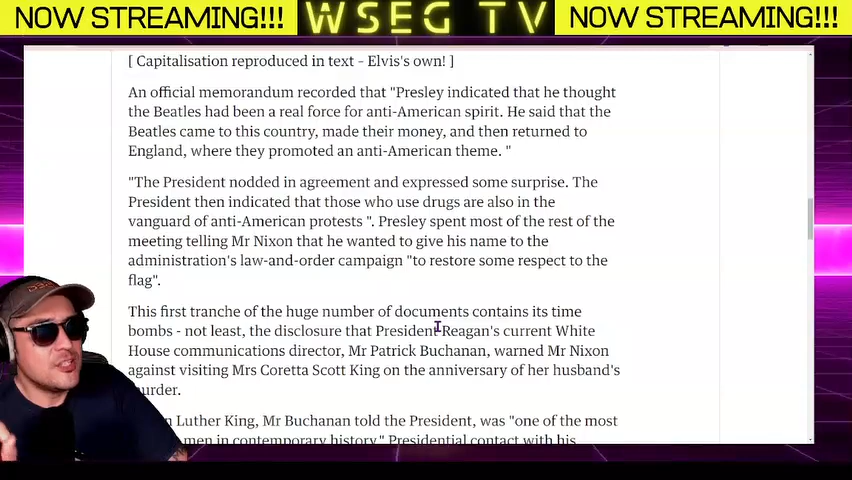 NOW STREAMING!!! WSEG TV NOW STREAMING!!!
[ Capitalisation reproduced in text – Elvis's own! ]
An official memorandum recorded that "Presley indicated that he thought
the Beatles had been a real force for anti-American spirit. He said that the
Beatles came to this country, made their money, and then returned to
England, where they promoted an anti-American theme. "
"The President nodded in agreement and expressed some surprise. The
President then indicated that those who use drugs are also in the
vanguard of anti-American protests ". Presley spent most of the rest of the
meeting telling Mr Nixon that he wanted to give his name to the
administration's law-and-order campaign "to restore some respect to the
flag".
This first tranche of the huge number of documents contains its time
bombs - not least, the disclosure that President Reagan's current White
House communications director, Mr Patrick Buchanan, warned Mr Nixon
against visiting Mrs Coretta Scott King on the anniversary of her husband's
urder.
n Luther King, Mr Buchanan told the President, was "one of the most
men in contemporary history." Presidential contact with his